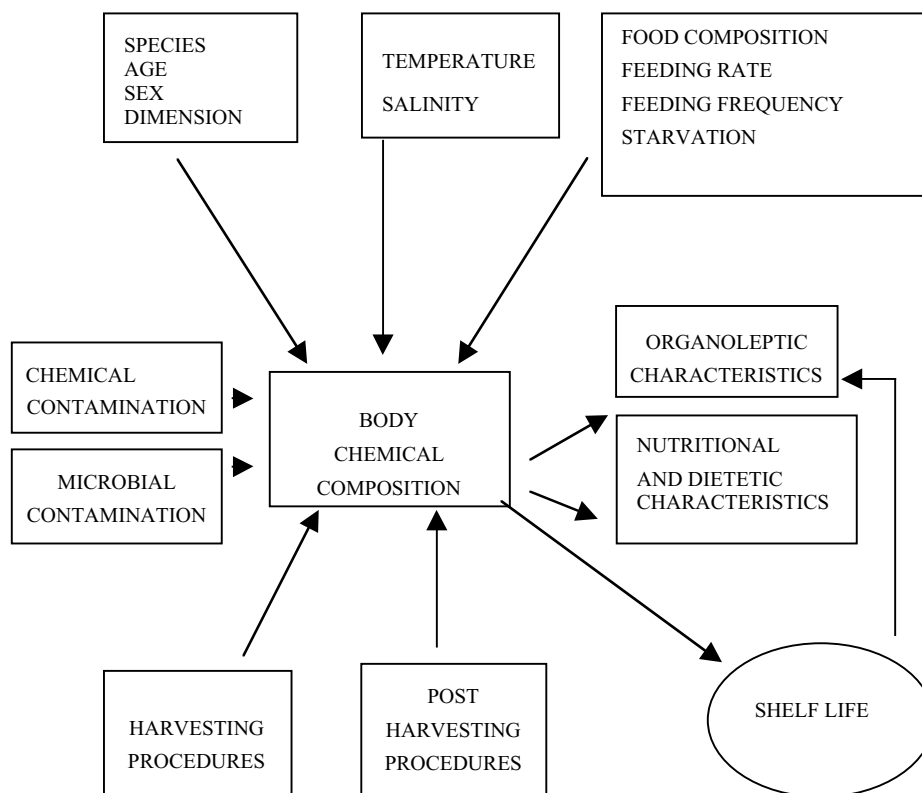 SPECIES
AGE
SEX
DIMENSION
TEMPERATURE
SALINITY
FOOD COMPOSITION
FEEDING RATE
FEEDING FREQUENCY
STARVATION
CHEMICAL
CONTAMINATION
MICROBIAL
CONTAMINATION
BODY
CHEMICAL
COMPOSITION
ORGANOLEPTIC
CHARACTERISTICS
NUTRITIONAL
AND DIETETIC
CHARACTERISTICS
HARVESTING
PROCEDURES
POST
HARVESTING
PROCEDURES
SHELF LIFE